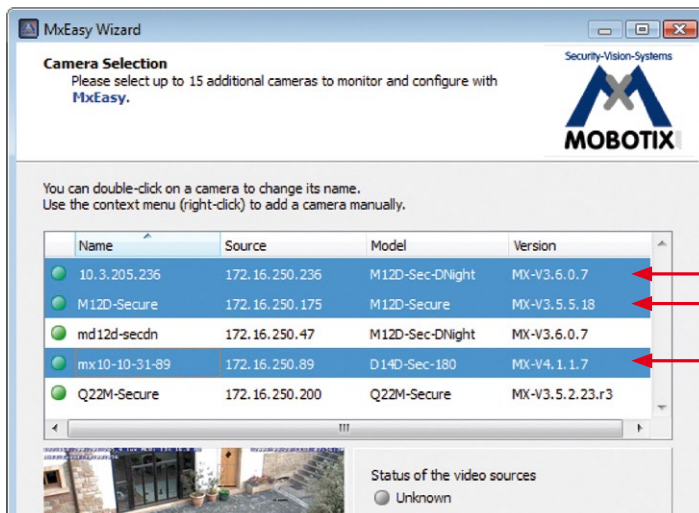 MxEasy Wizard
Camera Selection
Please select up to 15 additional cameras to monitor and configure with
MxEasy.
Security-Vision-Systems
MOBOTIX
You can double-click on a camera to change its name.
Use the context menu (right-click) to add a camera manually.
Name Source Model Version
10.3.205.236 172.16.250.236 M12D-Sec-DNight MX-V3.6.0.7
M12D-Secure 172.16.250.175 M12D-Secure MX-V3.5.5.18
md12d-secdn 172.16.250.47 M12D-Sec-DNight MX-V3.6.0.7
mx10-10-31-89 172.16.250.89 D14D-Sec-180 MX-V4.1.1.7
Q22M-Secure 172.16.250.200 Q22M-Secure MX-V3.5.2.23.r3
Status of the video sources
Unknown